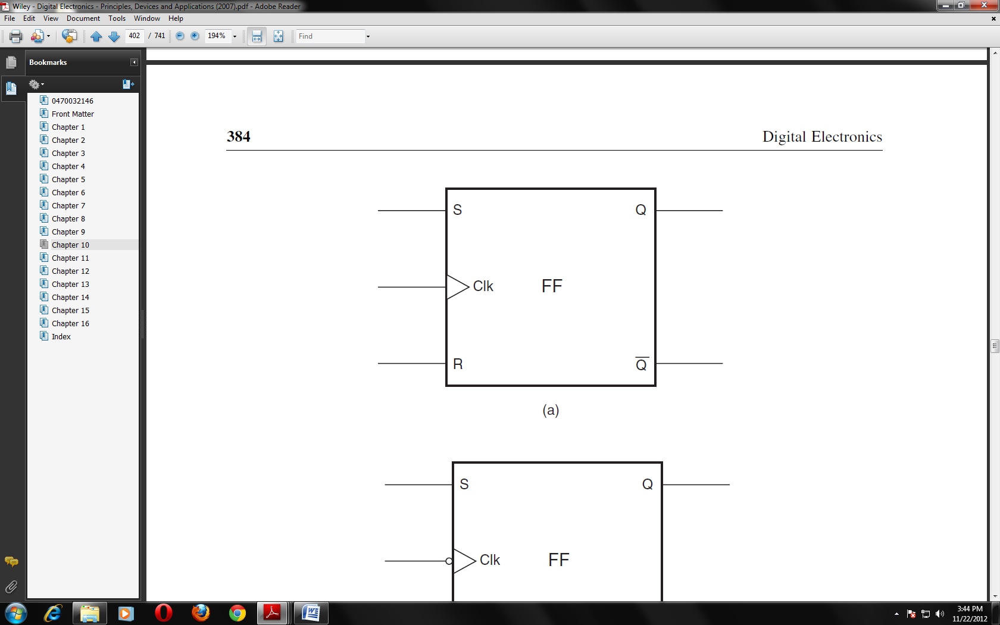 Wiley - Digital Electronics - Principles, Devices and Applications (2007).pdf - Adobe Reader
File Edit View Document Tools Window Help
402 / 741 194% Find
Bookmarks
0470032146
Front Matter
Chapter 1
Chapter 2
Chapter 3
Chapter 4
Chapter 5
Chapter 6
Chapter 7
Chapter 8
Chapter 9
Chapter 10
Chapter 11
Chapter 12
Chapter 13
Chapter 14
Chapter 15
Chapter 16
Index
384 Digital Electronics
S Q
Clk FF
R Q̅
(a)
S Q
Clk FF
3:44 PM
11/22/2012